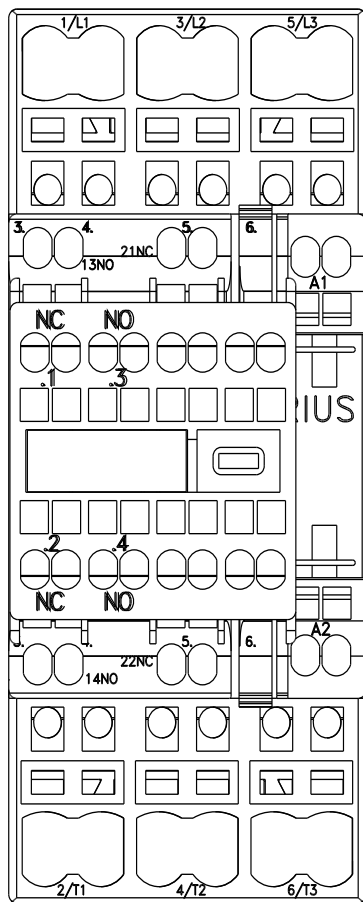 1/L1 3/L2 5/L3
3. 4. 5. 6.
13NO 21NC
A1
NC NO
.1 .3
RIUS
.2 .4
NC NO
A2
5. 6.
14NO 22NC
2/T1 4/T2 6/T3